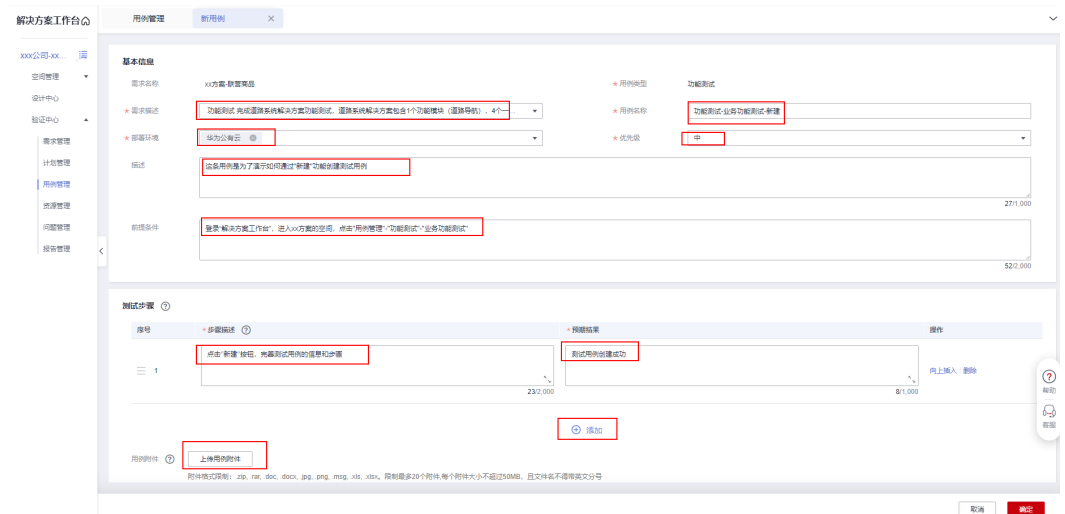 解决方案工作台
用例管理 新用例
xxx公司-xx...
空间管理
设计中心
验证中心
需求管理
计划管理
用例管理
资源管理
问题管理
报告管理
基本信息
需求名称 xx方案-联营商品 * 用例类型 功能测试
* 需求描述 功能测试 完成道路系统解决方案功能测试，道路系统解决方案包含1个功能模块（道路导航），4个一... * 用例名称 功能测试-业务功能测试-新建
* 部署环境 华为公有云 * 优先级 中
描述 这条用例是为了演示如何通过“新建”功能创建测试用例
27/1,000
前提条件 登录“解决方案工作台”，进入xx方案的空间，点击“用例管理”-“功能测试”-“业务功能测试”
52/2,000
测试步骤
序号 * 步骤描述 * 预期结果 操作
1 点击“新建”按钮，完善测试用例的信息和步骤 测试用例创建成功 向上插入 删除
23/2,000 8/1,000
添加
用例附件 上传用例附件
附件格式限制：.zip, .rar, .doc, .docx, .jpg, .png, .msg, .xls, .xlsx。限制最多20个附件,每个附件大小不超过50MB，且文件名不得带英文分号
帮助
客服
取消 确定